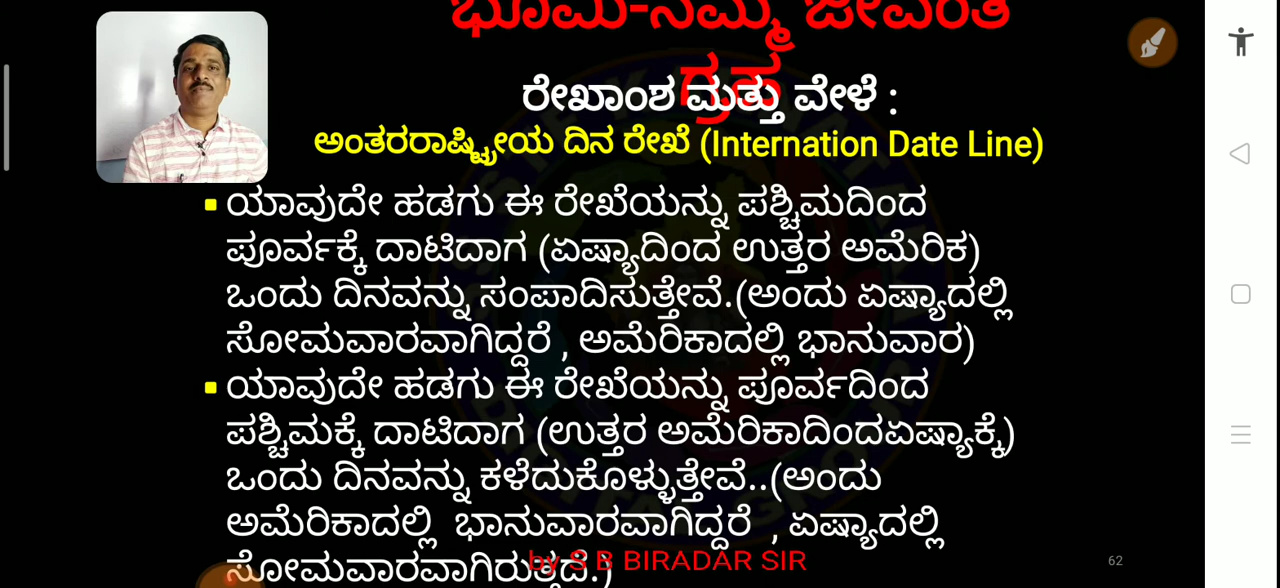 ಭೂಮಿ-ನಮ್ಮ ಜೀವಂತ
ಗ್ರಹ
ರೇಖಾಂಶ ಮತ್ತು ವೇಳೆ :
ಅಂತರರಾಷ್ಟ್ರೀಯ ದಿನ ರೇಖೆ (Internation Date Line)
ಯಾವುದೇ ಹಡಗು ಈ ರೇಖೆಯನ್ನು ಪಶ್ಚಿಮದಿಂದ
ಪೂರ್ವಕ್ಕೆ ದಾಟಿದಾಗ (ಏಷ್ಯಾದಿಂದ ಉತ್ತರ ಅಮೆರಿಕ)
ಒಂದು ದಿನವನ್ನು ಸಂಪಾದಿಸುತ್ತೇವೆ.(ಅಂದು ಏಷ್ಯಾದಲ್ಲಿ
ಸೋಮವಾರವಾಗಿದ್ದರೆ , ಅಮೆರಿಕಾದಲ್ಲಿ ಭಾನುವಾರ)
ಯಾವುದೇ ಹಡಗು ಈ ರೇಖೆಯನ್ನು ಪೂರ್ವದಿಂದ
ಪಶ್ಚಿಮಕ್ಕೆ ದಾಟಿದಾಗ (ಉತ್ತರ ಅಮೆರಿಕಾದಿಂದಏಷ್ಯಾಕ್ಕೆ)
ಒಂದು ದಿನವನ್ನು ಕಳೆದುಕೊಳ್ಳುತ್ತೇವೆ..(ಅಂದು
ಅಮೆರಿಕಾದಲ್ಲಿ ಭಾನುವಾರವಾಗಿದ್ದರೆ , ಏಷ್ಯಾದಲ್ಲಿ
ಸೋಮವಾರವಾಗಿರುತ್ತದೆ.)
by S B BIRADAR SIR
62